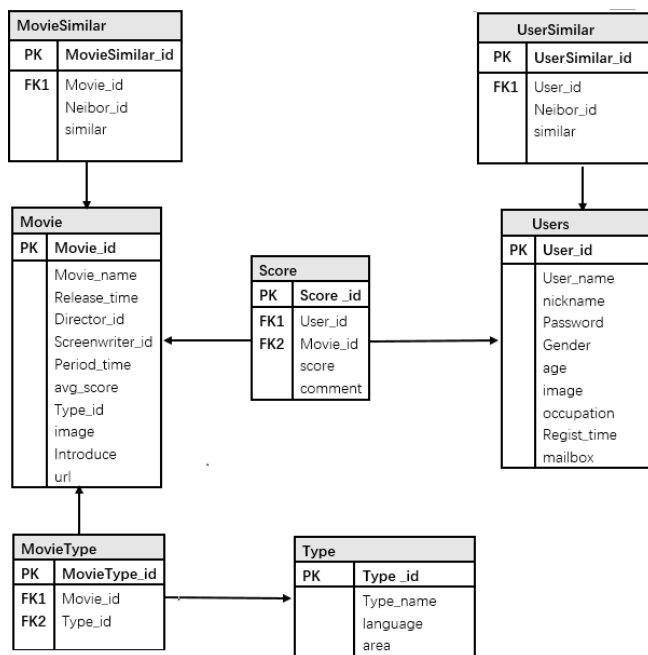 MovieSimilar
PK MovieSimilar_id
FK1 Movie_id
Neibor_id
similar
UserSimilar
PK UserSimilar_id
FK1 User_id
Neibor_id
similar
Movie
PK Movie_id
Movie_name
Release_time
Director_id
Screenwriter_id
Period_time
avg_score
Type_id
image
Introduce
url
Score
PK Score _id
FK1 User_id
FK2 Movie_id
score
comment
Users
PK User_id
User_name
nickname
Password
Gender
age
image
occupation
Regist_time
mailbox
MovieType
PK MovieType_id
FK1 Movie_id
FK2 Type_id
Type
PK Type _id
Type_name
language
area